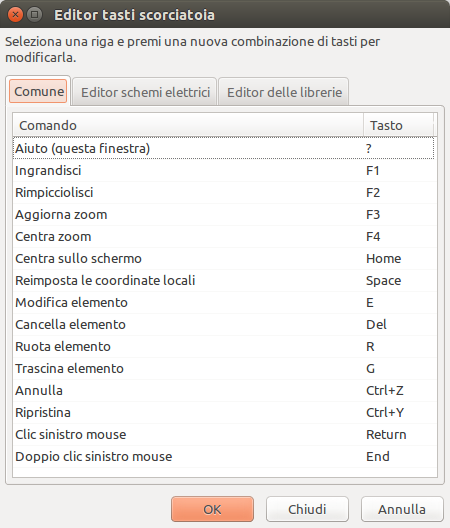 Editor tasti scorciatoia
Seleziona una riga e premi una nuova combinazione di tasti per
modificarla.
Comune Editor schemi elettrici Editor delle librerie
Comando Tasto
Aiuto (questa finestra) ?
Ingrandisci F1
Rimpicciolisci F2
Aggiorna zoom F3
Centra zoom F4
Centra sullo schermo Home
Reimposta le coordinate locali Space
Modifica elemento E
Cancella elemento Del
Ruota elemento R
Trascina elemento G
Annulla Ctrl+Z
Ripristina Ctrl+Y
Clic sinistro mouse Return
Doppio clic sinistro mouse End
OK Chiudi Annulla